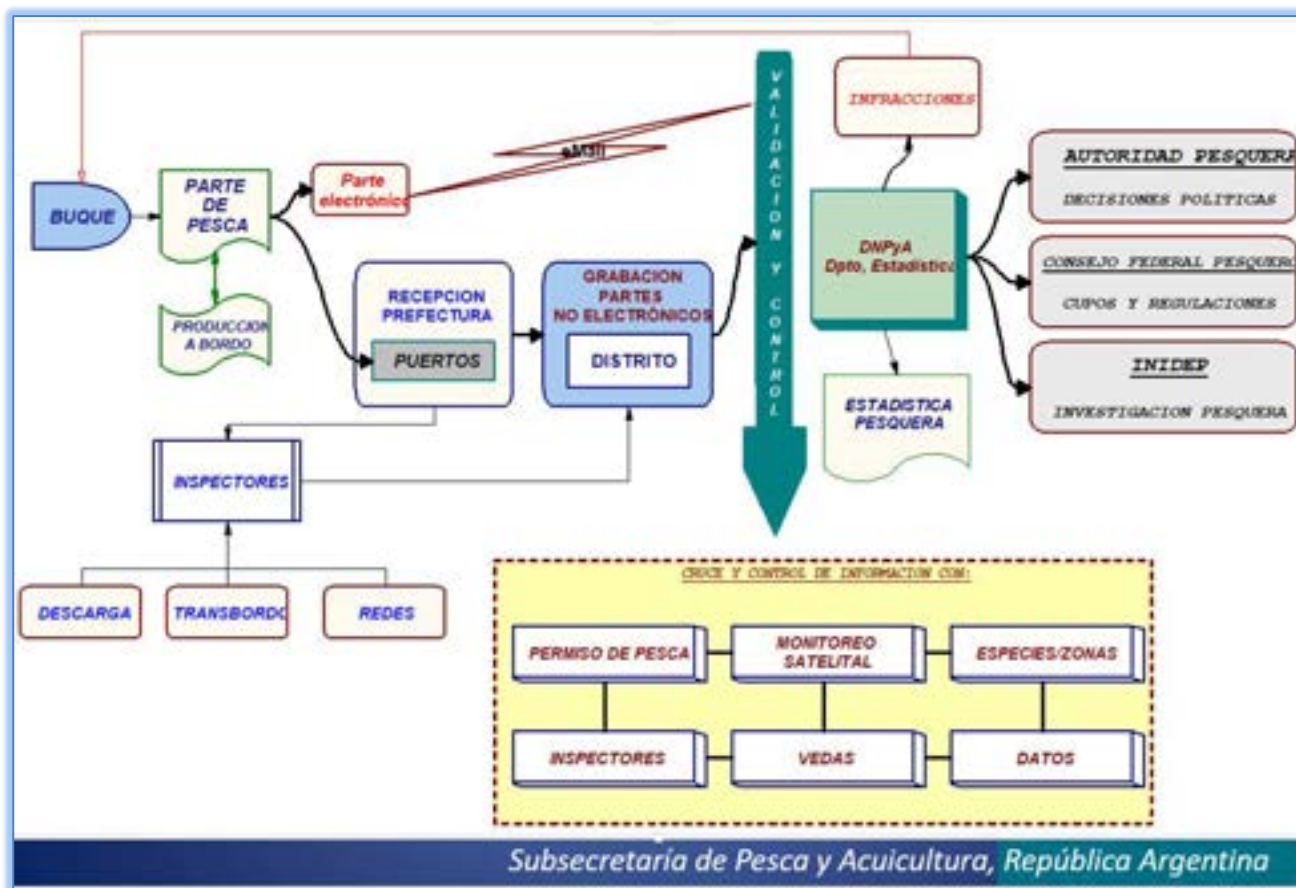 INFRACCIONES
VALIDACION Y CONTROL
BUQUE
PARTE
DE
PESCA
Parte
electrónico
eMail
PRODUCCION
A BORDO
RECEPCION
PREFECTURA
PUERTOS
GRABACION
PARTES
NO ELECTRÓNICOS
DISTRITO
DNPyA
Dpto, Estadística
AUTORIDAD PESQUERA
DECISIONES POLITICAS
CONSEJO FEDERAL PESQUERO
CUPOS Y REGULACIONES
INIDEP
INVESTIGACION PESQUERA
ESTADISTICA
PESQUERA
INSPECTORES
DESCARGA
TRANSBORDO
REDES
CRUCE Y CONTROL DE INFORMACION CON:
PERMISO DE PESCA
MONITOREO
SATELITAL
ESPECIES/ZONAS
INSPECTORES
VEDAS
DATOS
Subsecretaría de Pesca y Acuicultura, República Argentina